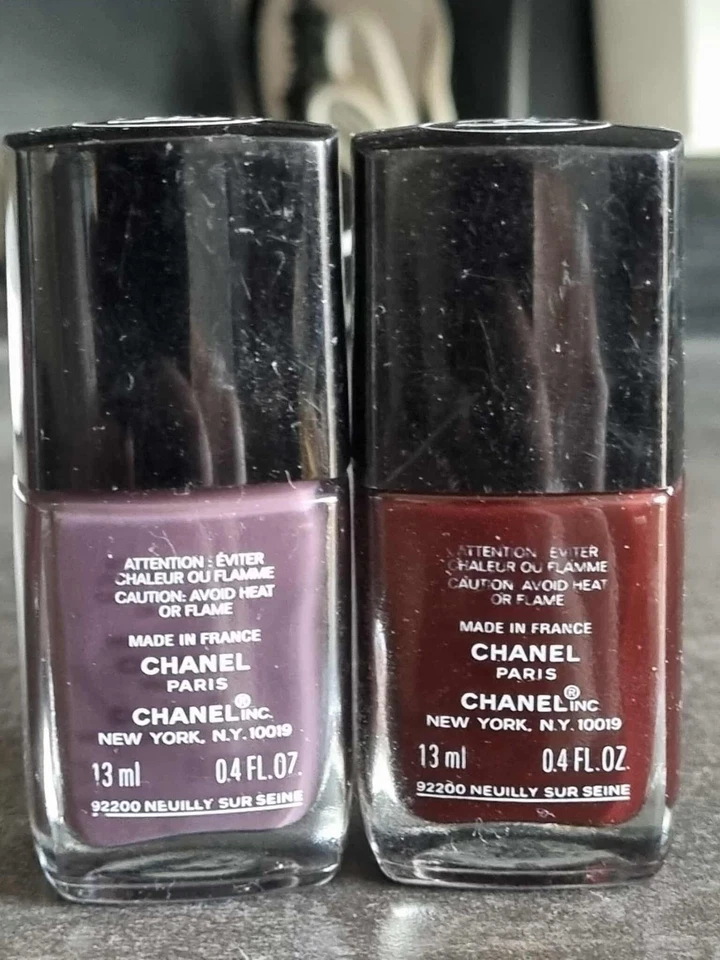 ATTENTION : ÉVITER
CHALEUR OU FLAMME
CAUTION: AVOID HEAT
OR FLAME
MADE IN FRANCE
CHANEL
PARIS
CHANEL® INC.
NEW YORK, N.Y. 10019
13 ml 0.4 FL.OZ.
92200 NEUILLY SUR SEINE
ATTENTION ÉVITER
CHALEUR OU FLAMME
CAUTION AVOID HEAT
OR FLAME
MADE IN FRANCE
CHANEL
PARIS
CHANEL® INC
NEW YORK, N.Y. 10019
13 ml 0.4 FL.OZ.
92200 NEUILLY SUR SEINE